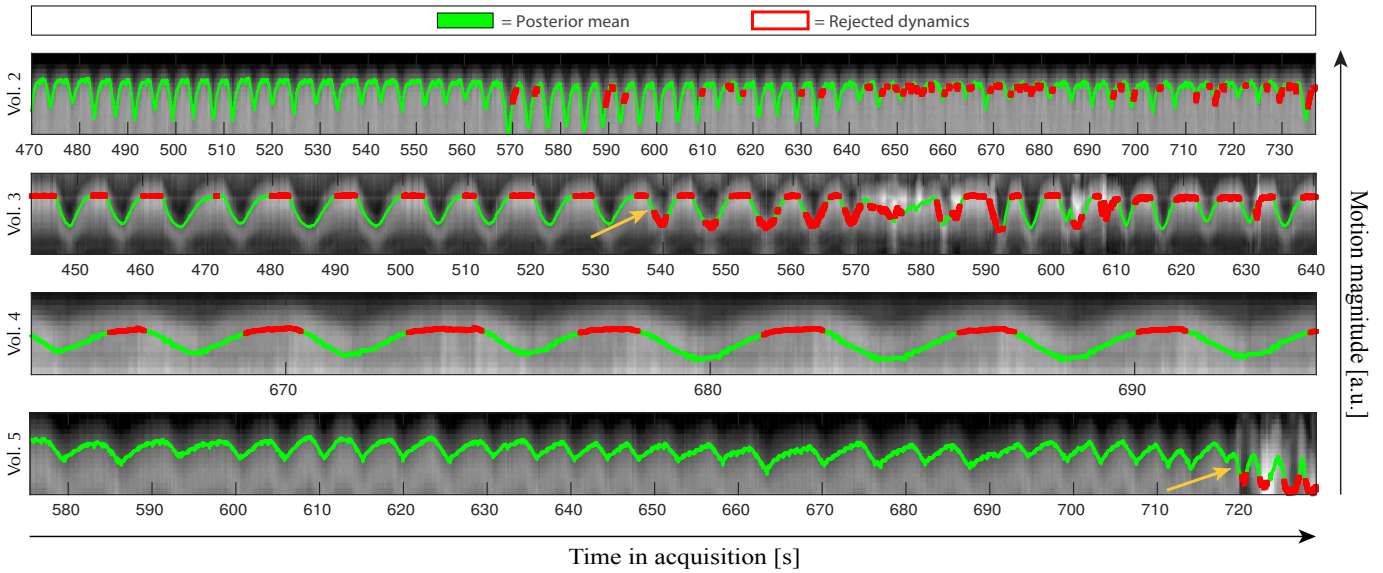 = Posterior mean = Rejected dynamics
Vol. 2
470 480 490 500 510 520 530 540 550 560 570 580 590 600 610 620 630 640 650 660 670 680 690 700 710 720 730
Vol. 3
450 460 470 480 490 500 510 520 530 540 550 560 570 580 590 600 610 620 630 640
Vol. 4
670 680 690
Vol. 5
580 590 600 610 620 630 640 650 660 670 680 690 700 710 720
Time in acquisition [s]
Motion magnitude [a.u.]